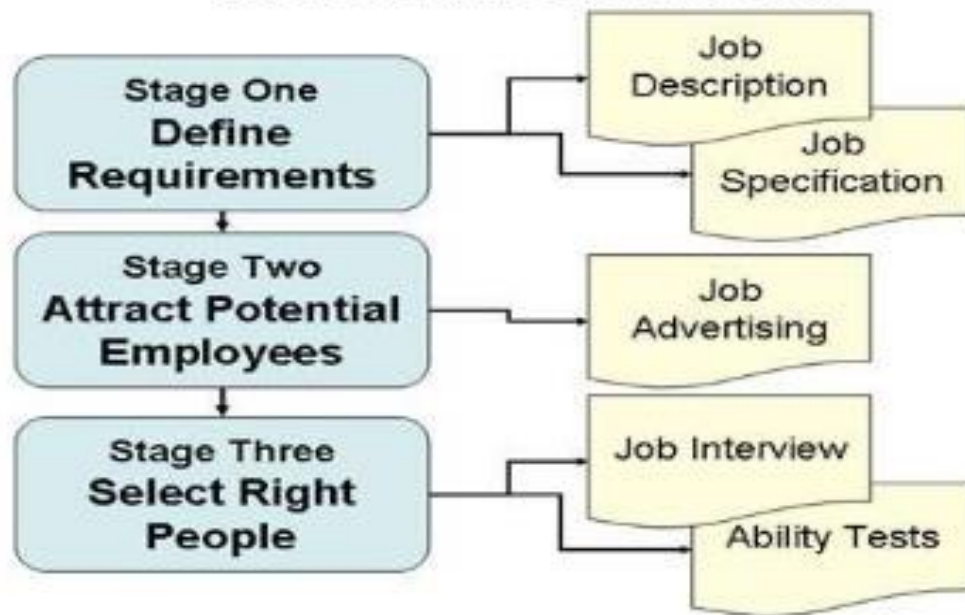 Stage One
Define
Requirements
Job
Description
Job
Specification
Stage Two
Attract Potential
Employees
Job
Advertising
Stage Three
Select Right
People
Job Interview
Ability Tests